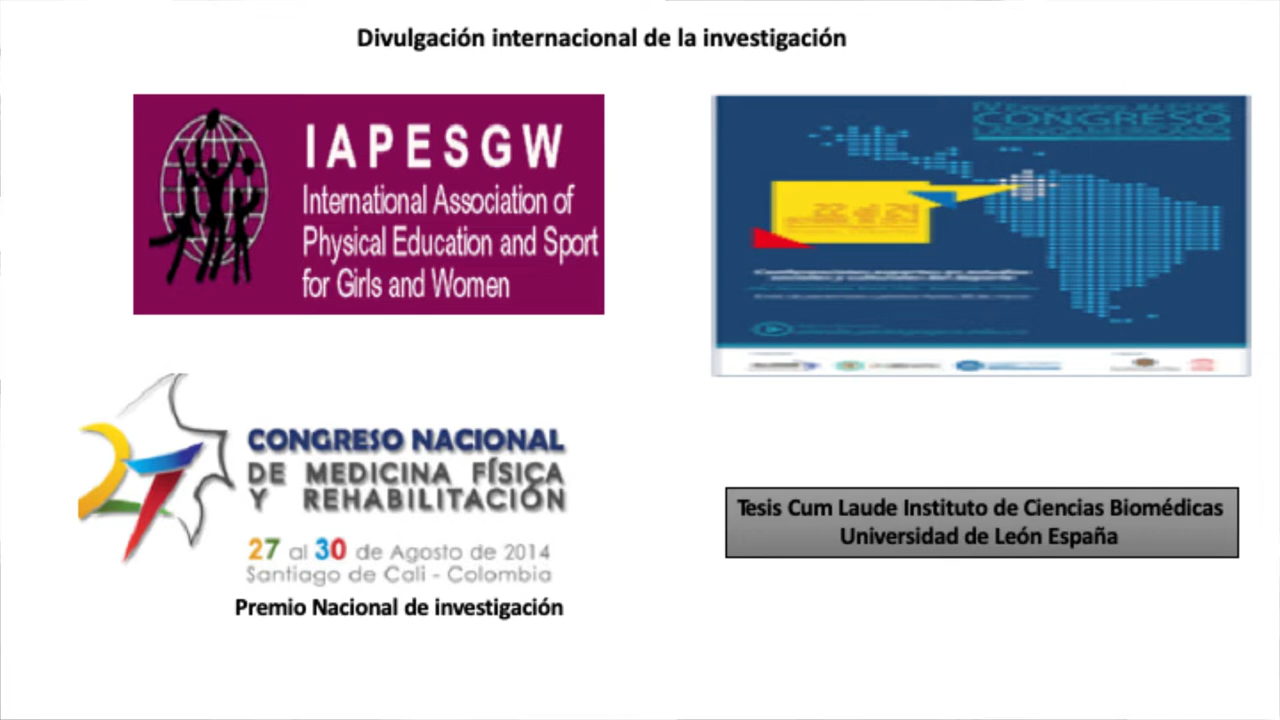 Divulgación internacional de la investigación
IAPESGW
International Association of
Physical Education and Sport
for Girls and Women
CONGRESO
CONGRESO NACIONAL
DE MEDICINA FÍSICA
Y REHABILITACIÓN
27 al 30 de Agosto de 2014
Santiago de Cali - Colombia
Premio Nacional de investigación
Tesis Cum Laude Instituto de Ciencias Biomédicas
Universidad de León España